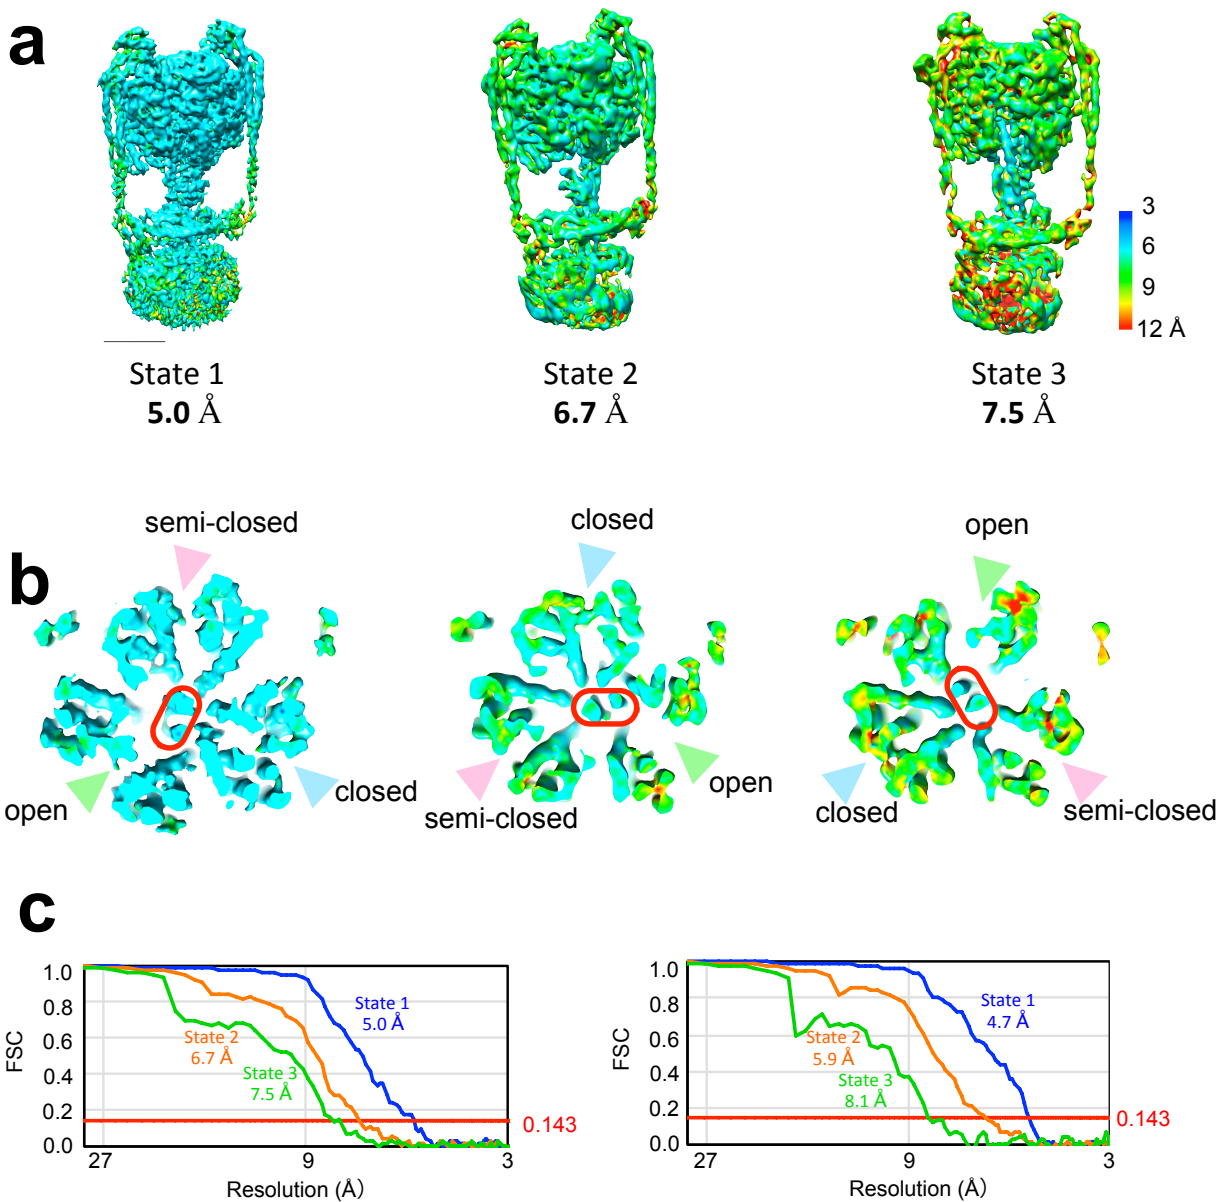 a
3
6
9
12 Å
State 1
5.0 Å
State 2
6.7 Å
State 3
7.5 Å
b
semi-closed
open
closed
closed
semi-closed
open
open
closed
semi-closed
c
1.0
0.8
0.6
0.4
0.2
0.0
FSC
State 1
5.0 Å
State 2
6.7 Å
State 3
7.5 Å
0.143
27
9
3
Resolution (Å)
1.0
0.8
0.6
0.4
0.2
0.0
FSC
State 1
4.7 Å
State 2
5.9 Å
State 3
8.1 Å
0.143
27
9
3
Resolution (Å)